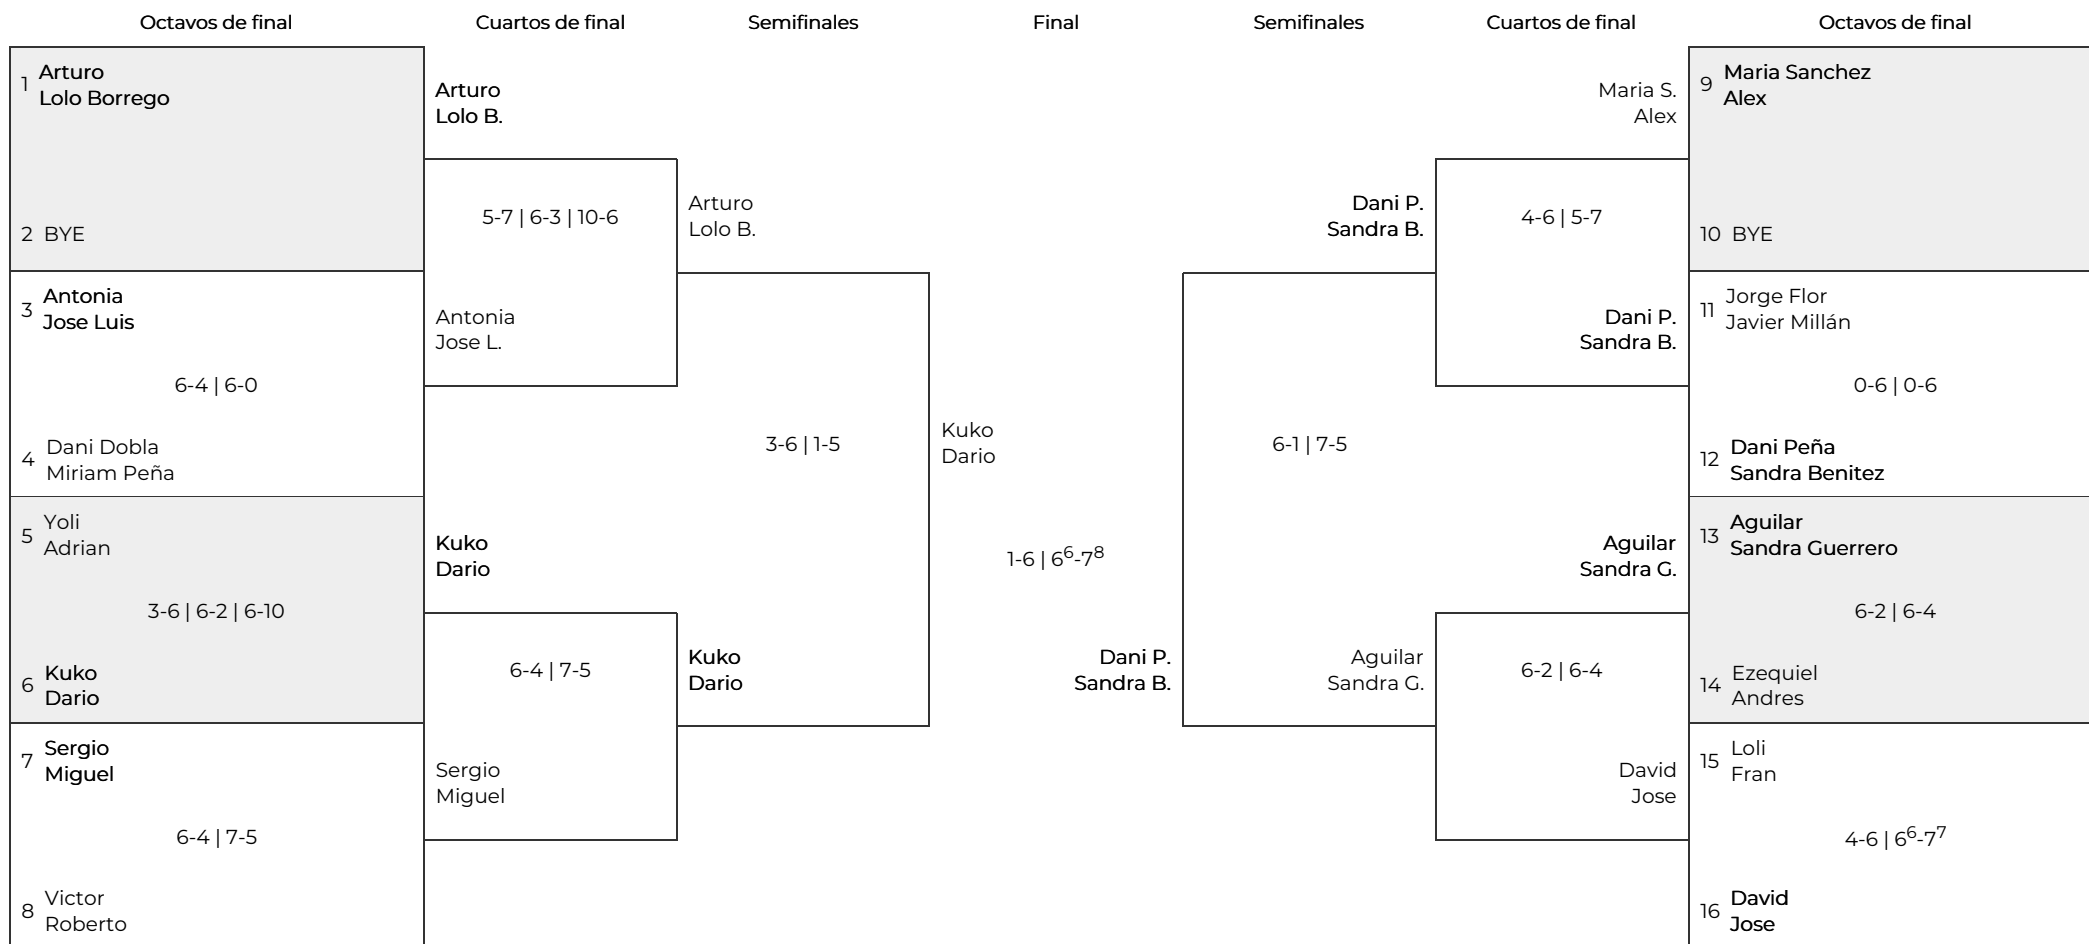 Octavos de final
Cuartos de final
Semifinales
Final
Semifinales
Cuartos de final
Octavos de final
1
Arturo
Lolo Borrego
2 BYE
3
Antonia
Jose Luis
6-4 | 6-0
4
Dani Dobla
Miriam Peña
5
Yoli
Adrian
3-6 | 6-2 | 6-10
6
Kuko
Dario
7
Sergio
Miguel
6-4 | 7-5
8
Victor
Roberto
Arturo
Lolo B.
5-7 | 6-3 | 10-6
Antonia
Jose L.
Kuko
Dario
6-4 | 7-5
Sergio
Miguel
Arturo
Lolo B.
3-6 | 1-5
Kuko
Dario
Kuko
Dario
1-6 | 6⁶-7⁸
Dani P.
Sandra B.
Dani P.
Sandra B.
6-1 | 7-5
Aguilar
Sandra G.
Maria S.
Alex
4-6 | 5-7
Dani P.
Sandra B.
Aguilar
Sandra G.
6-2 | 6-4
David
Jose
9
Maria Sanchez
Alex
10 BYE
11
Jorge Flor
Javier Millán
0-6 | 0-6
12
Dani Peña
Sandra Benitez
13
Aguilar
Sandra Guerrero
6-2 | 6-4
14
Ezequiel
Andres
15
Loli
Fran
4-6 | 6⁶-7⁷
16
David
Jose